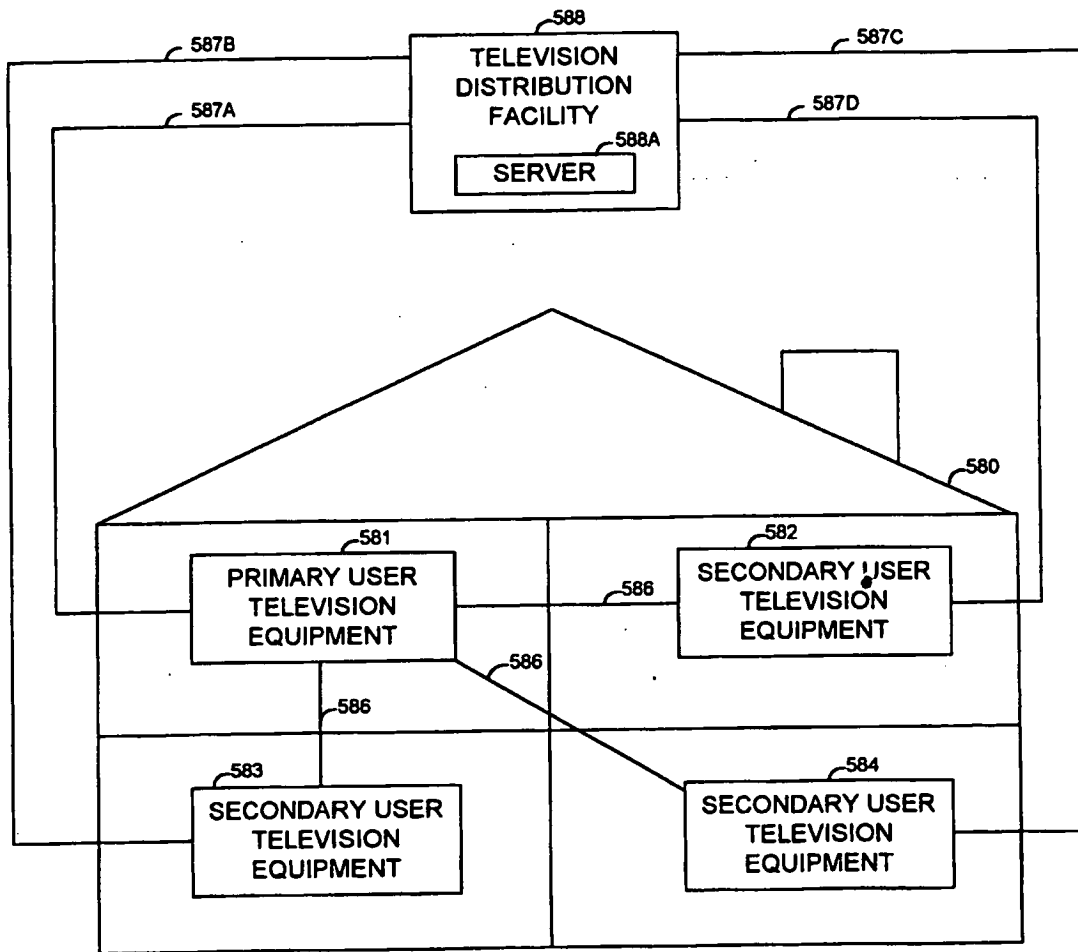 588
587B
TELEVISION
DISTRIBUTION
FACILITY
587C
587A
587D
588A
SERVER
580
581
PRIMARY USER
TELEVISION
EQUIPMENT
582
SECONDARY USER
TELEVISION
EQUIPMENT
586
586
586
583
SECONDARY USER
TELEVISION
EQUIPMENT
584
SECONDARY USER
TELEVISION
EQUIPMENT